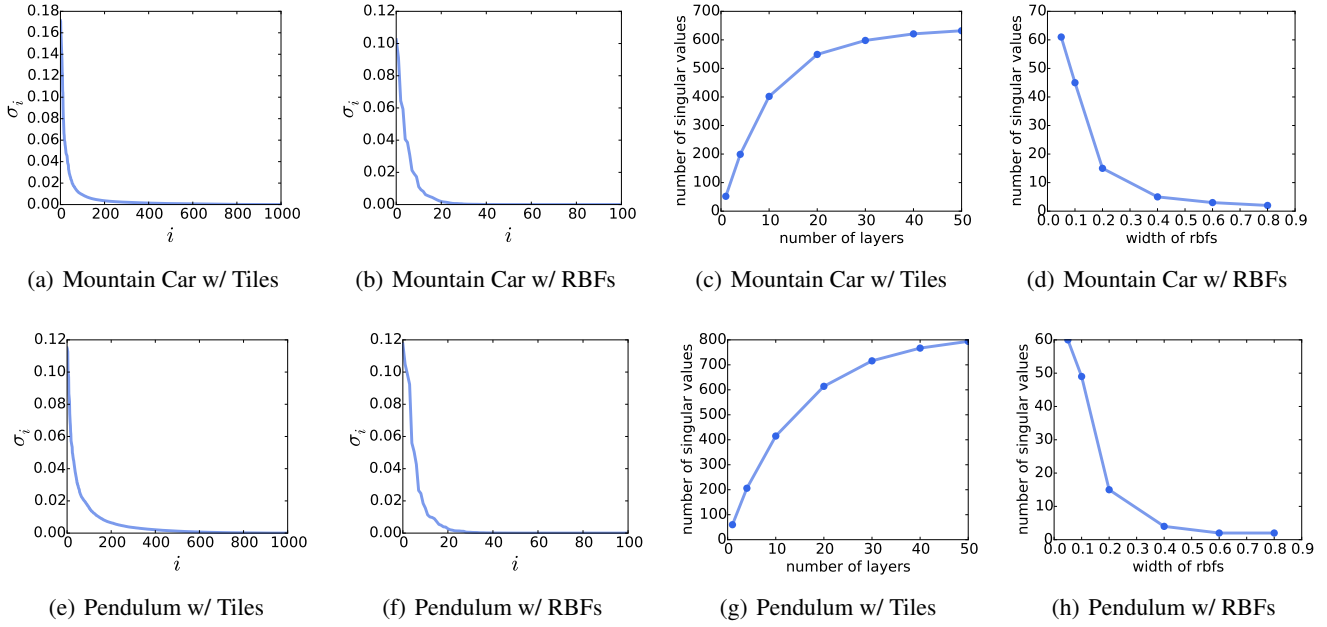 0.18
0.16
0.14
0.12
0.10
0.08
0.06
0.04
0.02
0.00
σi
0 200 400 600 800 1000
i
(a) Mountain Car w/ Tiles
0.12
0.10
0.08
0.06
0.04
0.02
0.00
σi
0 20 40 60 80 100
i
(b) Mountain Car w/ RBFs
700
600
500
400
300
200
100
0
number of singular values
0 10 20 30 40 50
number of layers
(c) Mountain Car w/ Tiles
70
60
50
40
30
20
10
0
number of singular values
0.0 0.1 0.2 0.3 0.4 0.5 0.6 0.7 0.8 0.9
width of rbfs
(d) Mountain Car w/ RBFs
0.12
0.10
0.08
0.06
0.04
0.02
0.00
σi
0 200 400 600 800 1000
i
(e) Pendulum w/ Tiles
0.12
0.10
0.08
0.06
0.04
0.02
0.00
σi
0 20 40 60 80 100
i
(f) Pendulum w/ RBFs
800
700
600
500
400
300
200
100
0
number of singular values
0 10 20 30 40 50
number of layers
(g) Pendulum w/ Tiles
60
50
40
30
20
10
0
number of singular values
0.0 0.1 0.2 0.3 0.4 0.5 0.6 0.7 0.8 0.9
width of rbfs
(h) Pendulum w/ RBFs